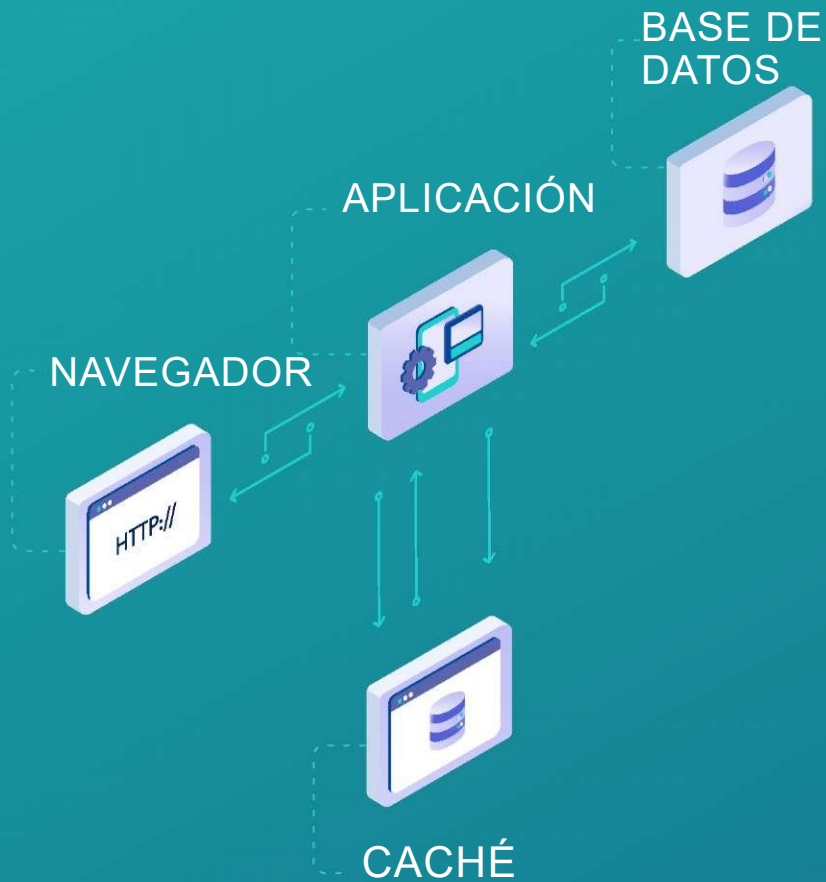 BASE DE
DATOS
APLICACIÓN
NAVEGADOR
HTTP://
CACHÉ